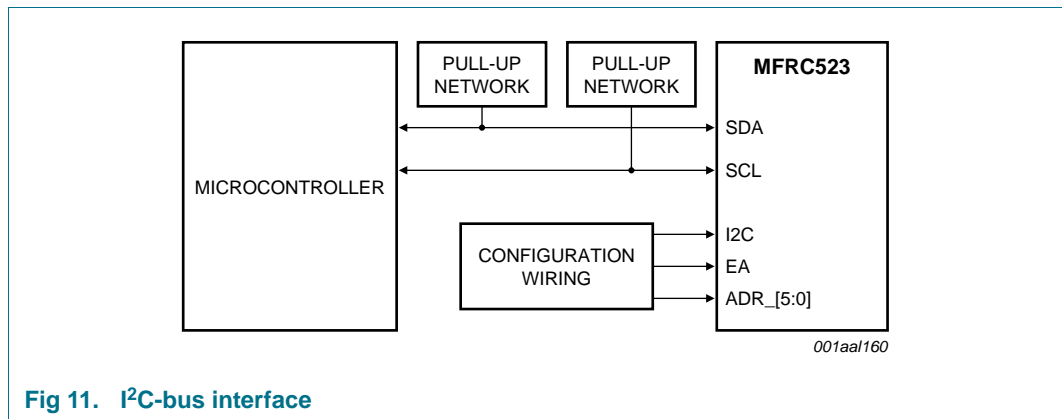 PULL-UP
NETWORK
PULL-UP
NETWORK
MFRC523
SDA
SCL
MICROCONTROLLER
I2C
CONFIGURATION
WIRING
EA
ADR_[5:0]
001aal160
Fig 11. I²C-bus interface